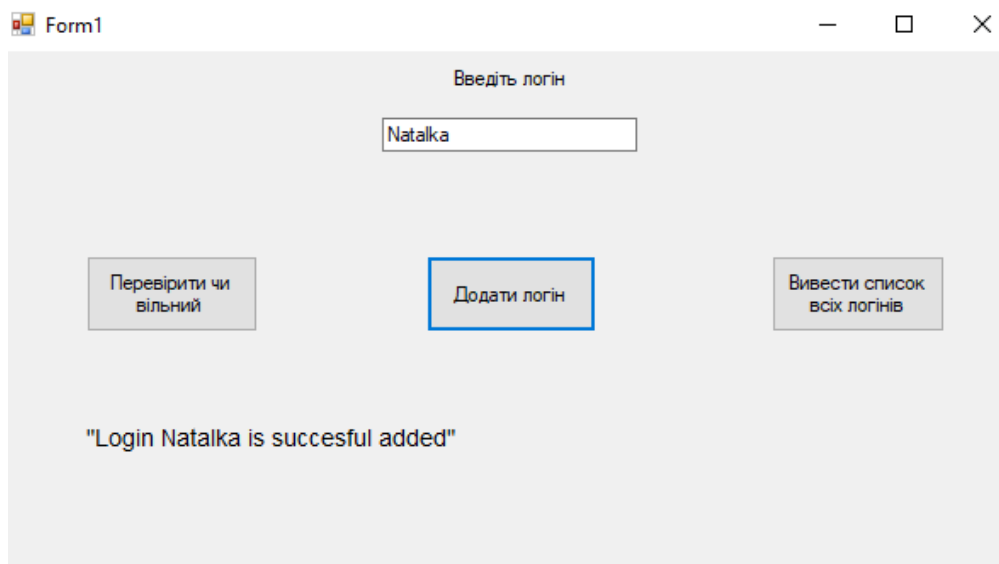 Form1
Введіть логін
Natalka
Перевірити чи
вільний
Додати логін
Вивести список
всіх логінів
"Login Natalka is succesful added"